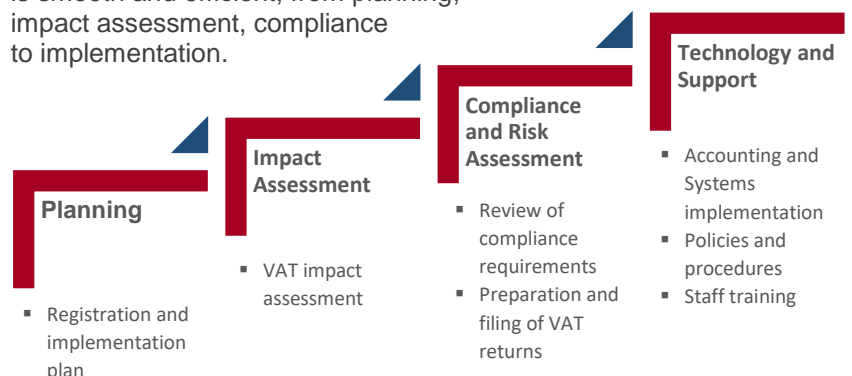 is smooth and efficient, from planning,
impact assessment, compliance
to implementation.
Planning
▪ Registration and
implementation
plan
Impact
Assessment
▪ VAT impact
assessment
Compliance
and Risk
Assessment
▪ Review of
compliance
requirements
▪ Preparation and
filing of VAT
returns
Technology and
Support
▪ Accounting and
Systems
implementation
▪ Policies and
procedures
▪ Staff training